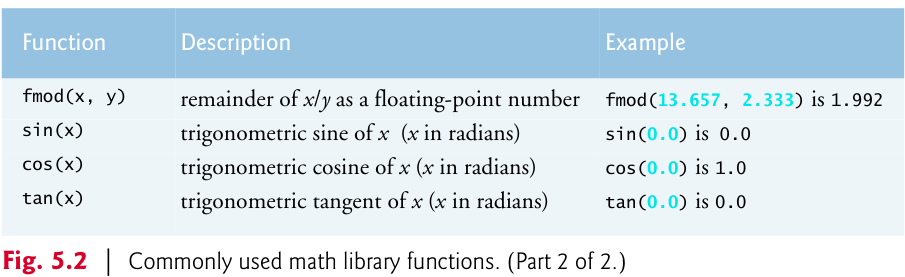 Function Description Example
fmod(x, y) remainder of x/y as a floating-point number fmod(13.657, 2.333) is 1.992
sin(x) trigonometric sine of x (x in radians) sin(0.0) is 0.0
cos(x) trigonometric cosine of x (x in radians) cos(0.0) is 1.0
tan(x) trigonometric tangent of x (x in radians) tan(0.0) is 0.0
Fig. 5.2 | Commonly used math library functions. (Part 2 of 2.)